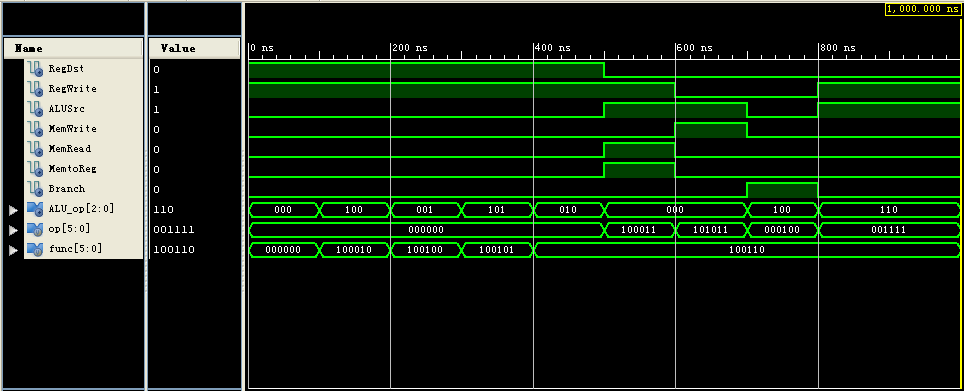 1,000.000 ns
Name Value
0 ns 200 ns 400 ns 600 ns 800 ns
RegDst 0
RegWrite 1
ALUSrc 1
MemWrite 0
MemRead 0
MemtoReg 0
Branch 0
ALU_op[2:0] 110 000 100 001 101 010 000 100 110
op[5:0] 001111 000000 100011 101011 000100 001111
func[5:0] 100110 000000 100010 100100 100101 100110